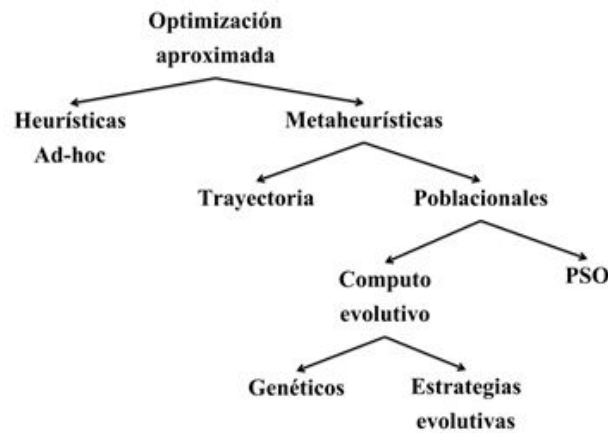 Optimización
aproximada
Heurísticas
Ad-hoc
Metaheurísticas
Trayectoria
Poblacionales
Computo
evolutivo
PSO
Genéticos
Estrategias
evolutivas